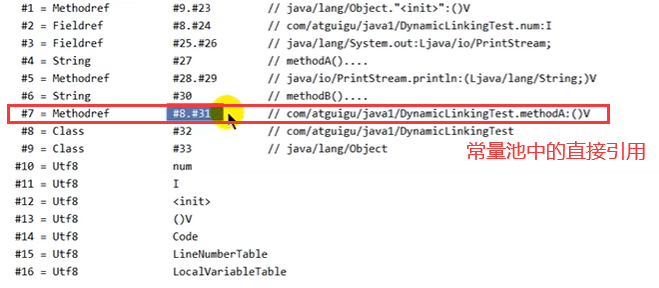 #1 = Methodref #9.#23 // java/lang/Object."<init>":()V
#2 = Fieldref #8.#24 // com/atguigu/java1/DynamicLinkingTest.num:I
#3 = Fieldref #25.#26 // java/lang/System.out:Ljava/io/PrintStream;
#4 = String #27 // methodA()....
#5 = Methodref #28.#29 // java/io/PrintStream.println:(Ljava/lang/String;)V
#6 = String #30 // methodB()....
#7 = Methodref #8.#31 // com/atguigu/java1/DynamicLinkingTest.methodA:()V
#8 = Class #32 // com/atguigu/java1/DynamicLinkingTest
#9 = Class #33 // java/lang/Object
常量池中的直接引用
#10 = Utf8 num
#11 = Utf8 I
#12 = Utf8 <init>
#13 = Utf8 ()V
#14 = Utf8 Code
#15 = Utf8 LineNumberTable
#16 = Utf8 LocalVariableTable